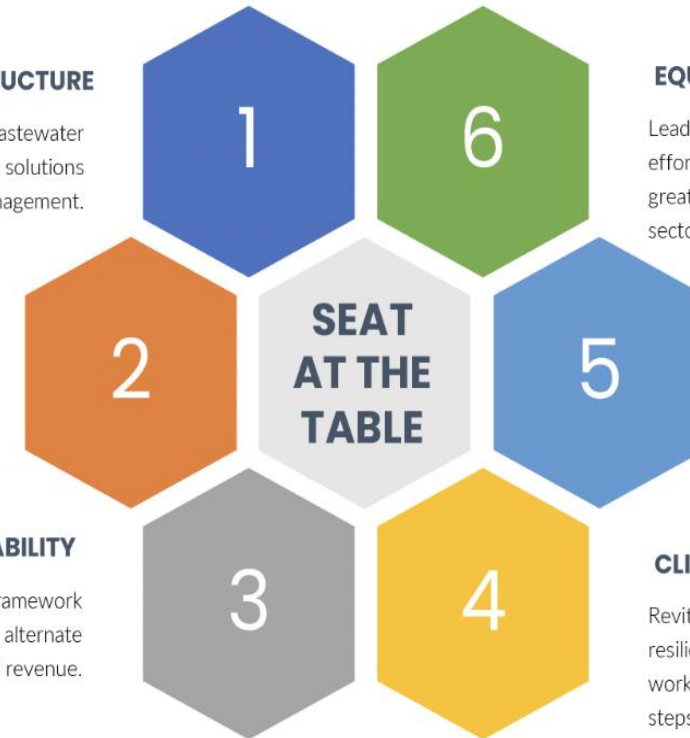 UCTURE
astewater
solutions
nagement.
1
6
EQU
Lead
effor
great
secto
2
SEAT
AT THE
TABLE
5
ABILITY
ramework
alternate
revenue.
3
4
CLI
Revit
resilie
work
steps